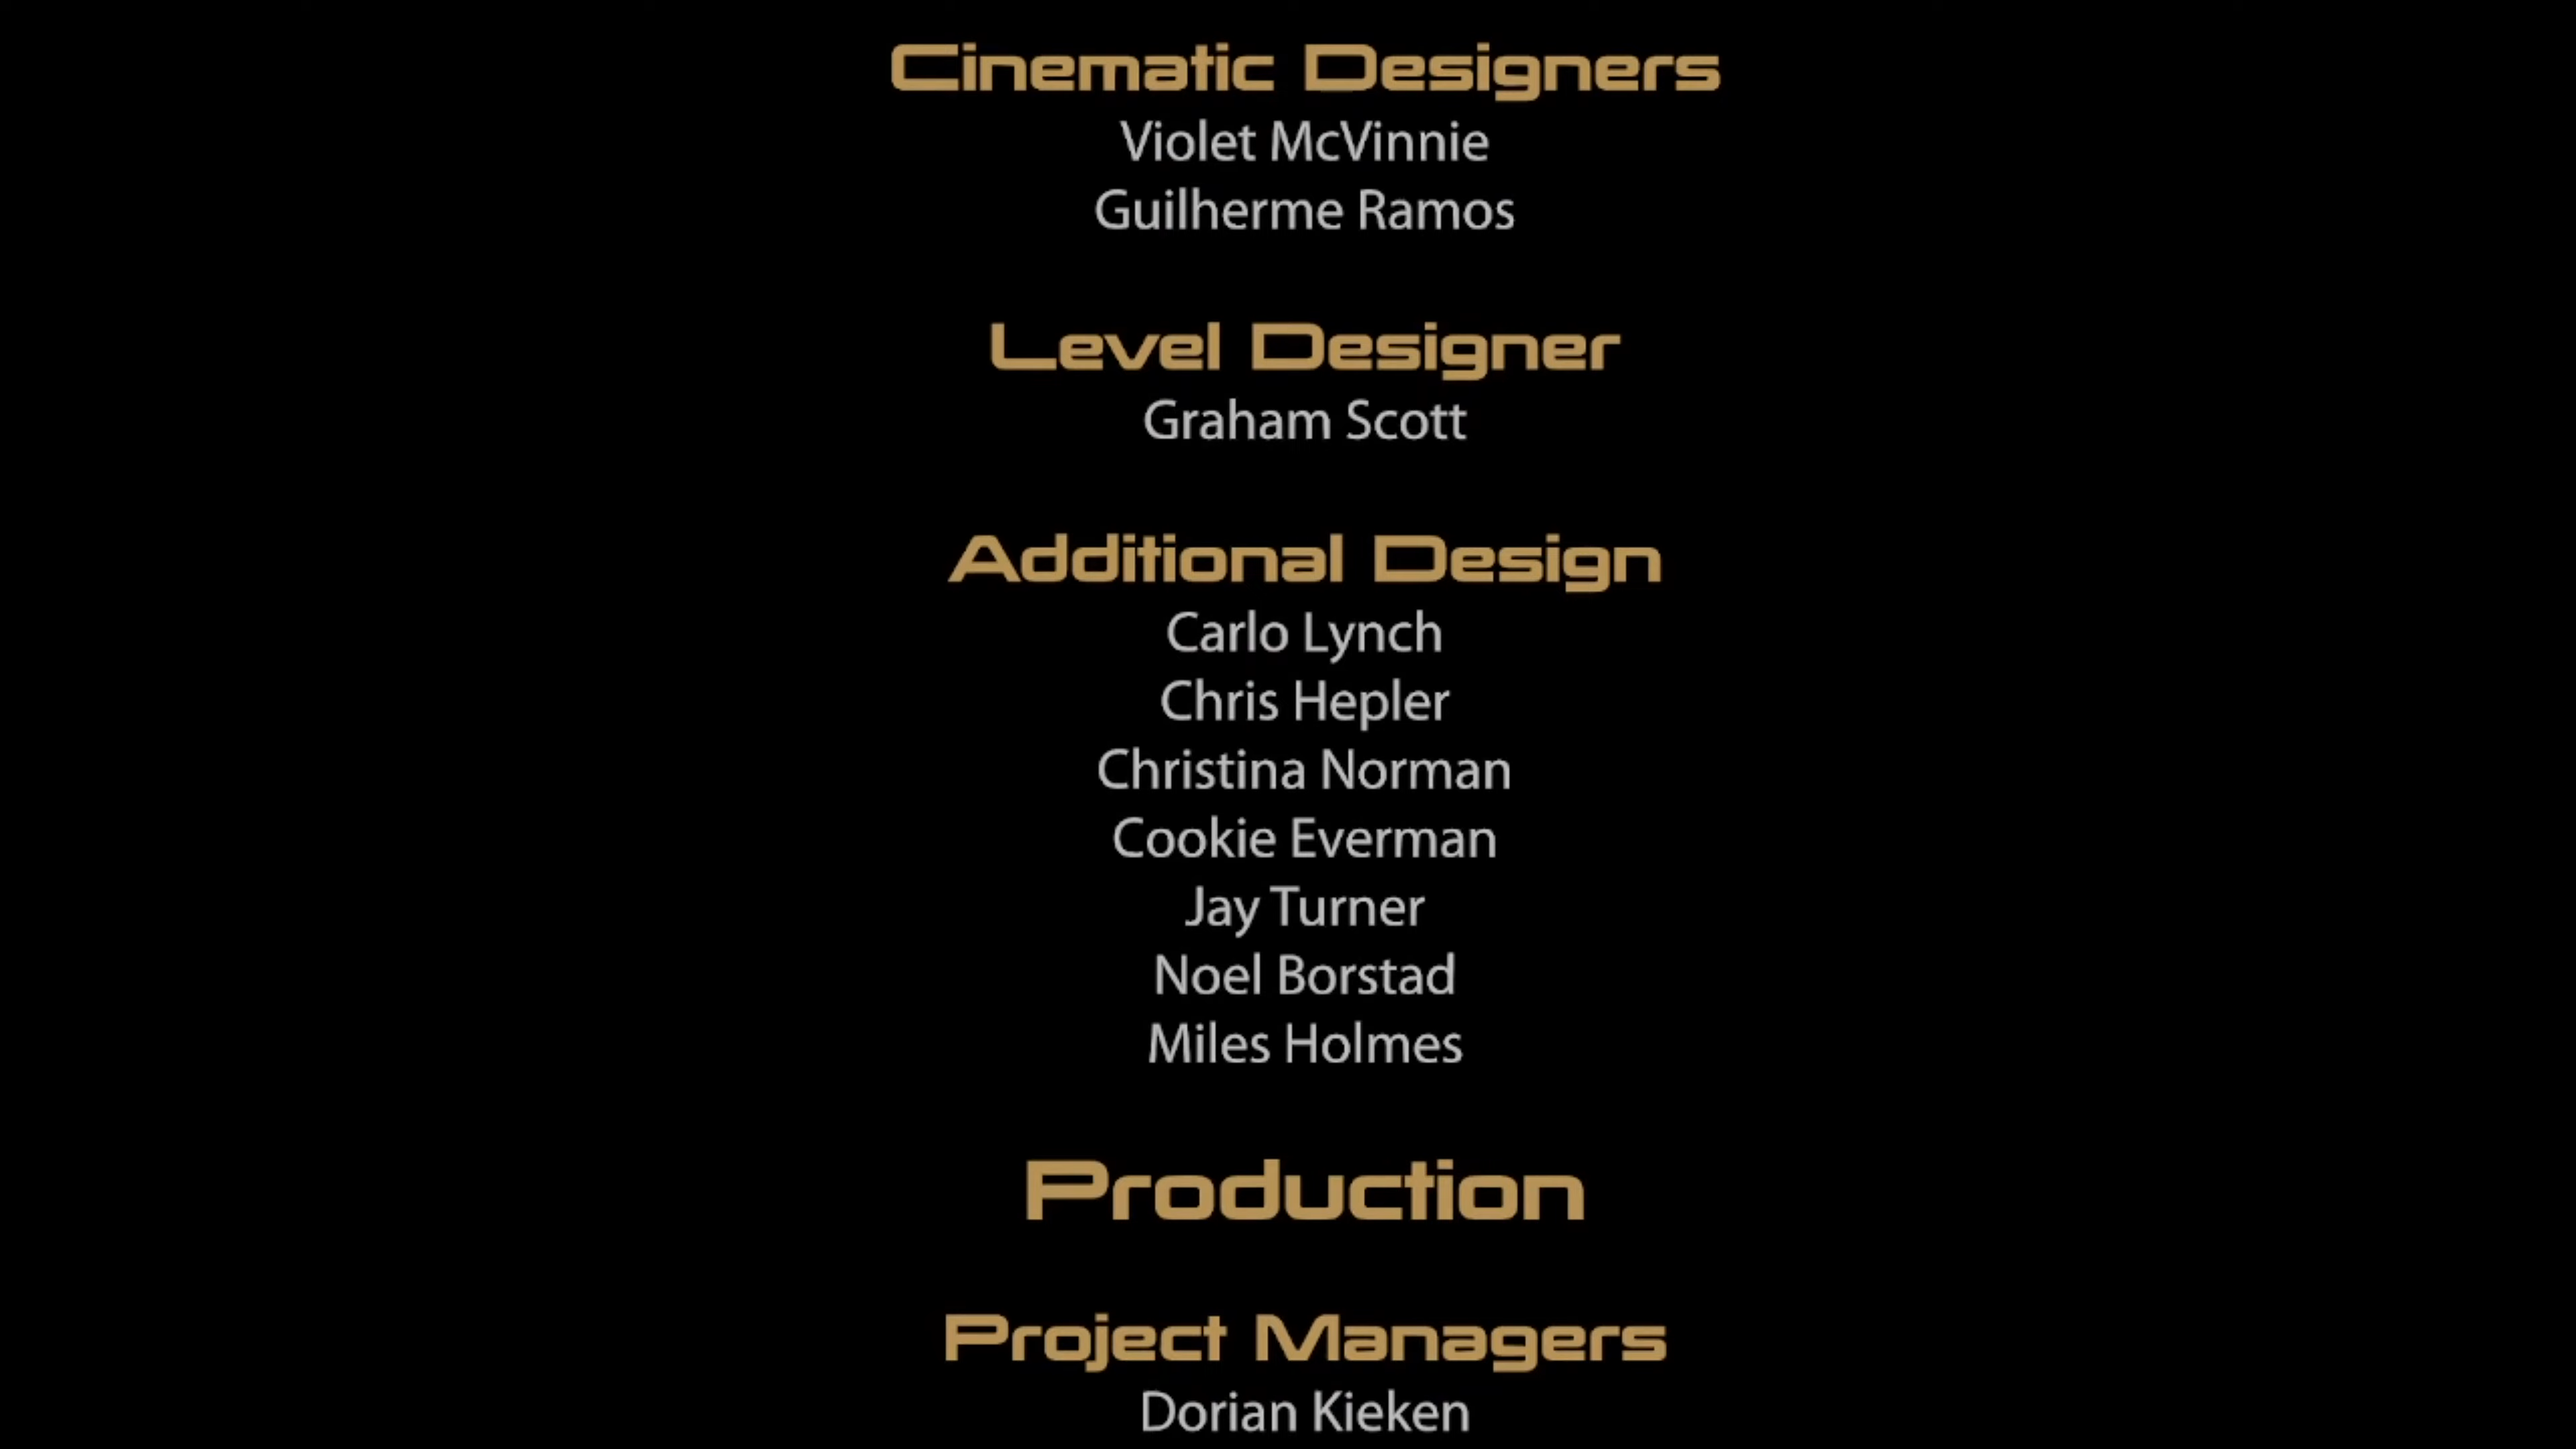 Cinematic Designers
Violet McVinnie
Guilherme Ramos
Level Designer
Graham Scott
Additional Design
Carlo Lynch
Chris Hepler
Christina Norman
Cookie Everman
Jay Turner
Noel Borstad
Miles Holmes
Production
Project Managers
Dorian Kieken